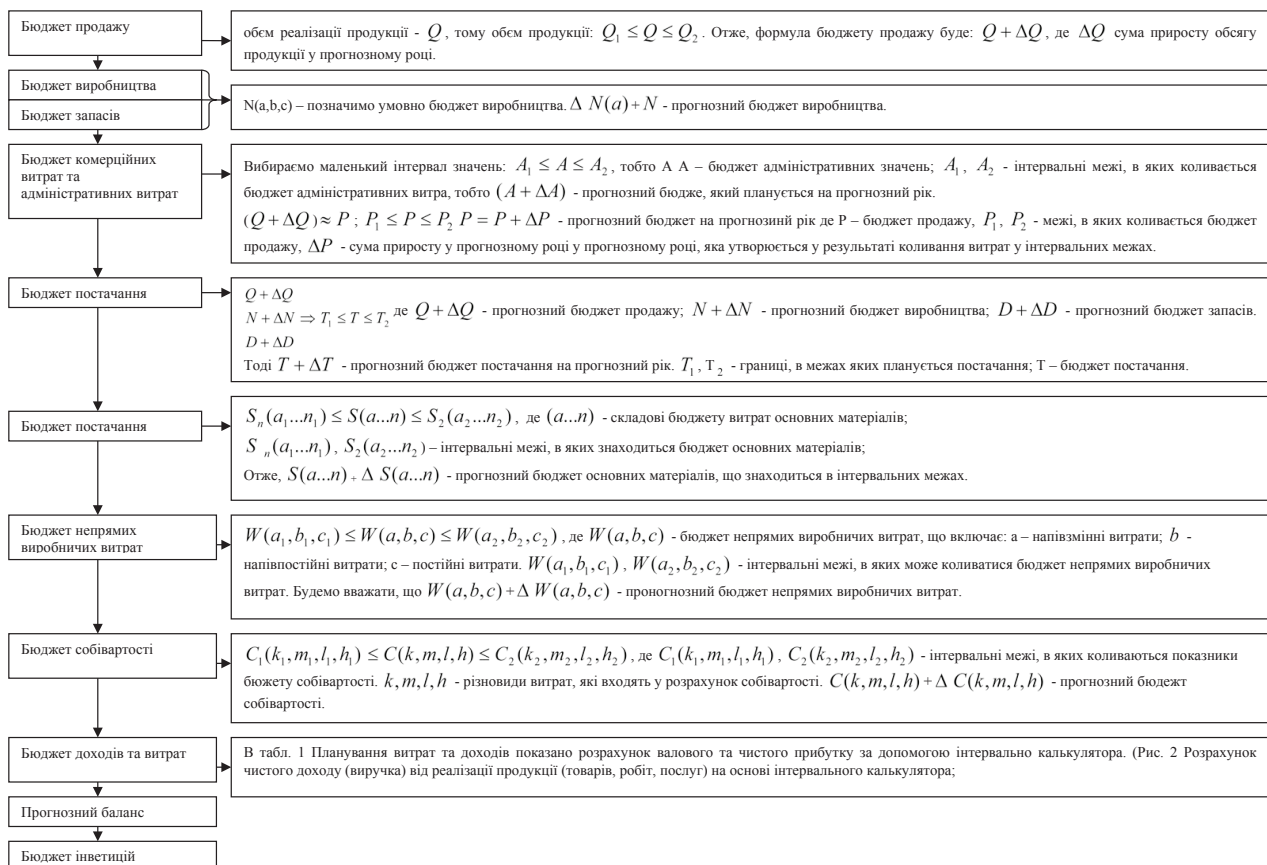 Бюджет продажу
обєм реалізації продукції - Q, тому обєм продукції: Q₁ ≤ Q ≤ Q₂. Отже, формула бюджету продажу буде: Q + ΔQ, де ΔQ сума приросту обсягу
продукції у прогнозному році.
Бюджет виробництва
Бюджет запасів
N(a,b,c) – позначимо умовно бюджет виробництва. Δ N(a) + N - прогнозний бюджет виробництва.
Бюджет комерційних
витрат та
адміністративних витрат
Вибираємо маленький інтервал значень: A₁ ≤ A ≤ A₂, тобто А А – бюджет адміністративних значень; A₁, A₂ - інтервальні межі, в яких коливається
бюджет адміністративних витра, тобто (A + ΔA) - прогнозний бюдже, який планується на прогнозний рік.
(Q + ΔQ) ≈ P ; P₁ ≤ P ≤ P₂ P = P + ΔP - прогнозний бюджет на прогнозинй рік де Р – бюджет продажу, P₁, P₂ - межі, в яких коливається бюджет
продажу, ΔP - сума приросту у прогнозному році у прогнозному році, яка утворюється у резулььтаті коливання витрат у інтервальних межах.
Бюджет постачання
Q + ΔQ
N + ΔN ⇒ T₁ ≤ T ≤ T₂ де Q + ΔQ - прогнозний бюджет продажу; N + ΔN - прогнозний бюджет виробництва; D + ΔD - прогнозний бюджет запасів.
D + ΔD
Тоді T + ΔT - прогнозний бюджет постачання на прогнозний рік. T₁, Т ₂ - границі, в межах яких планується постачання; Т – бюджет постачання.
Бюджет постачання
Sₙ(a₁...n₁) ≤ S(a...n) ≤ S₂(a₂...n₂), де (a...n) - складові бюджету витрат основних матеріалів;
S ₙ(a₁...n₁), S₂(a₂...n₂) – інтервальні межі, в яких знаходиться бюджет основних матеріалів;
Отже, S(a...n) + Δ S(a...n) - прогнозний бюджет основних матеріалів, що знаходиться в інтервальних межах.
Бюджет непрямих
виробничих витрат
W(a₁,b₁,c₁) ≤ W(a,b,c) ≤ W(a₂,b₂,c₂), де W(a,b,c) - бюджет непрямих виробничих витрат, що включає: а – напівзмінні витрати; b -
напівпостійні витрати; с – постійні витрати. W(a₁,b₁,c₁), W(a₂,b₂,c₂) - інтервальні межі, в яких може коливатися бюджет непрямих виробничих
витрат. Будемо вважати, що W(a,b,c) + Δ W(a,b,c) - проногнозний бюджет непрямих виробничих витрат.
Бюджет собівартості
C₁(k₁,m₁,l₁,h₁) ≤ C(k,m,l,h) ≤ C₂(k₂,m₂,l₂,h₂), де C₁(k₁,m₁,l₁,h₁), C₂(k₂,m₂,l₂,h₂) - інтервальні межі, в яких коливаються показники
бюжету собівартості. k,m,l,h - різновиди витрат, які входять у розрахунок собівартості. C(k,m,l,h) + Δ C(k,m,l,h) - прогнозний бюдежт
собівартості.
Бюджет доходів та витрат
В табл. 1 Планування витрат та доходів показано розрахунок валового та чистого прибутку за допомогою інтервально калькулятора. (Рис. 2 Розрахунок
чистого доходу (виручка) від реалізації продукції (товарів, робіт, послуг) на основі інтервального калькулятора;
Прогнозний баланс
Бюджет інветицій